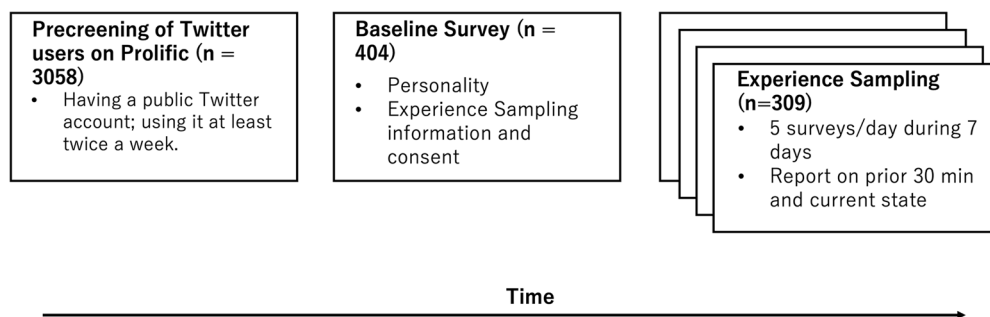 Precreening of Twitter
users on Prolific (n =
3058)
• Having a public Twitter
account; using it at least
twice a week.
Baseline Survey (n =
404)
• Personality
• Experience Sampling
information and
consent
Experience Sampling
(n=309)
• 5 surveys/day during 7
days
• Report on prior 30 min
and current state
Time